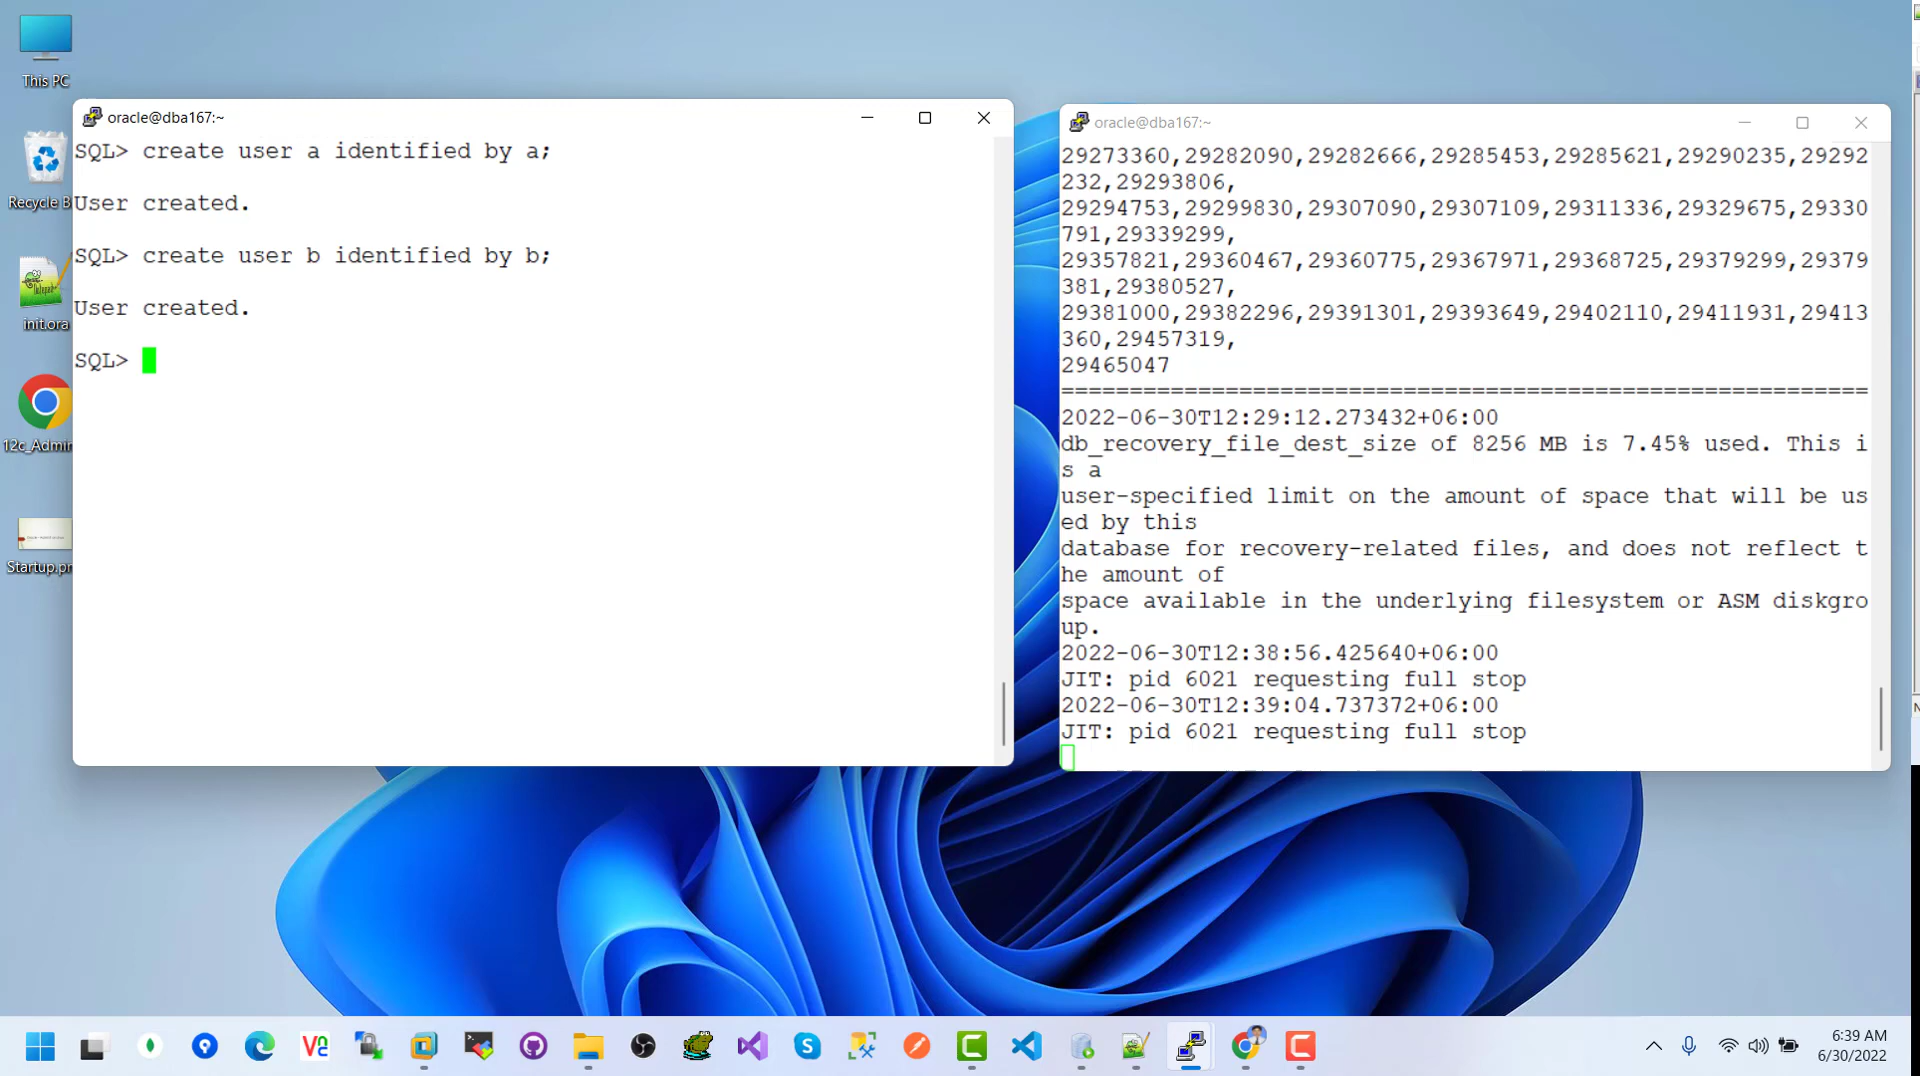 This PC
Recycle B
init.ora
12c_Admir
Startup.pr
oracle@dba167:~
SQL> create user a identified by a;
User created.
SQL> create user b identified by b;
User created.
SQL>
oracle@dba167:~
29273360,29282090,29282666,29285453,29285621,29290235,29292
232,29293806,
29294753,29299830,29307090,29307109,29311336,29329675,29330
791,29339299,
29357821,29360467,29360775,29367971,29368725,29379299,29379
381,29380527,
29381000,29382296,29391301,29393649,29402110,29411931,29413
360,29457319,
29465047
===========================================================
2022-06-30T12:29:12.273432+06:00
db_recovery_file_dest_size of 8256 MB is 7.45% used. This i
s a
user-specified limit on the amount of space that will be us
ed by this
database for recovery-related files, and does not reflect t
he amount of
space available in the underlying filesystem or ASM diskgro
up.
2022-06-30T12:38:56.425640+06:00
JIT: pid 6021 requesting full stop
2022-06-30T12:39:04.737372+06:00
JIT: pid 6021 requesting full stop
6:39 AM
6/30/2022